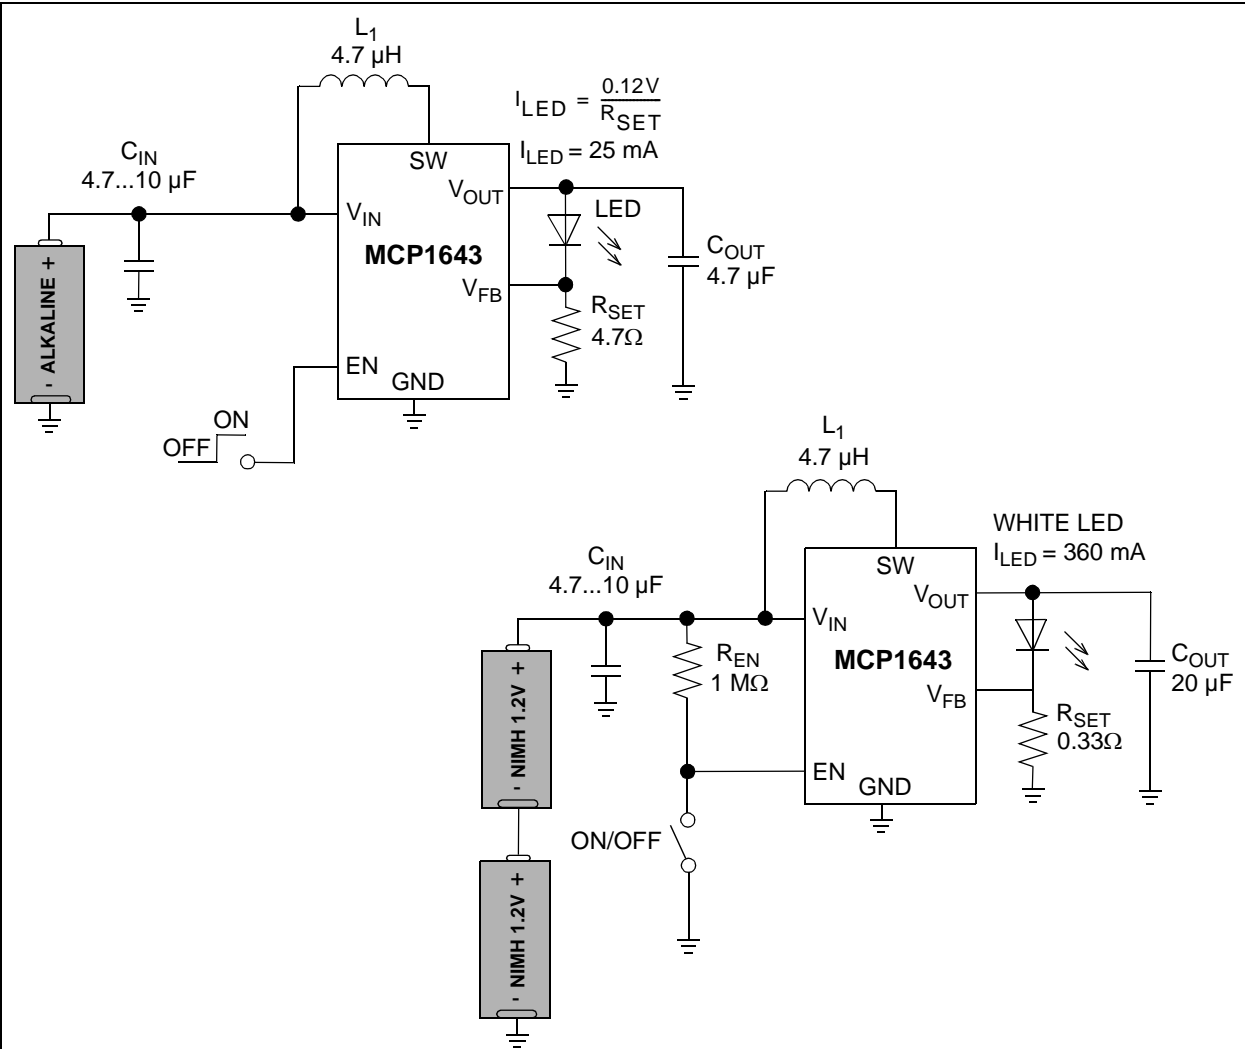 L1
4.7 µH
ILED = 0.12V / RSET
ILED = 25 mA
CIN
4.7...10 µF
SW
VOUT
VIN
MCP1643
VFB
EN
GND
LED
RSET
4.7Ω
COUT
4.7 µF
- ALKALINE +
ON
OFF
L1
4.7 µH
WHITE LED
ILED = 360 mA
CIN
4.7...10 µF
SW
VOUT
VIN
MCP1643
VFB
EN
GND
REN
1 MΩ
RSET
0.33Ω
COUT
20 µF
- NIMH 1.2V +
ON/OFF
- NIMH 1.2V +